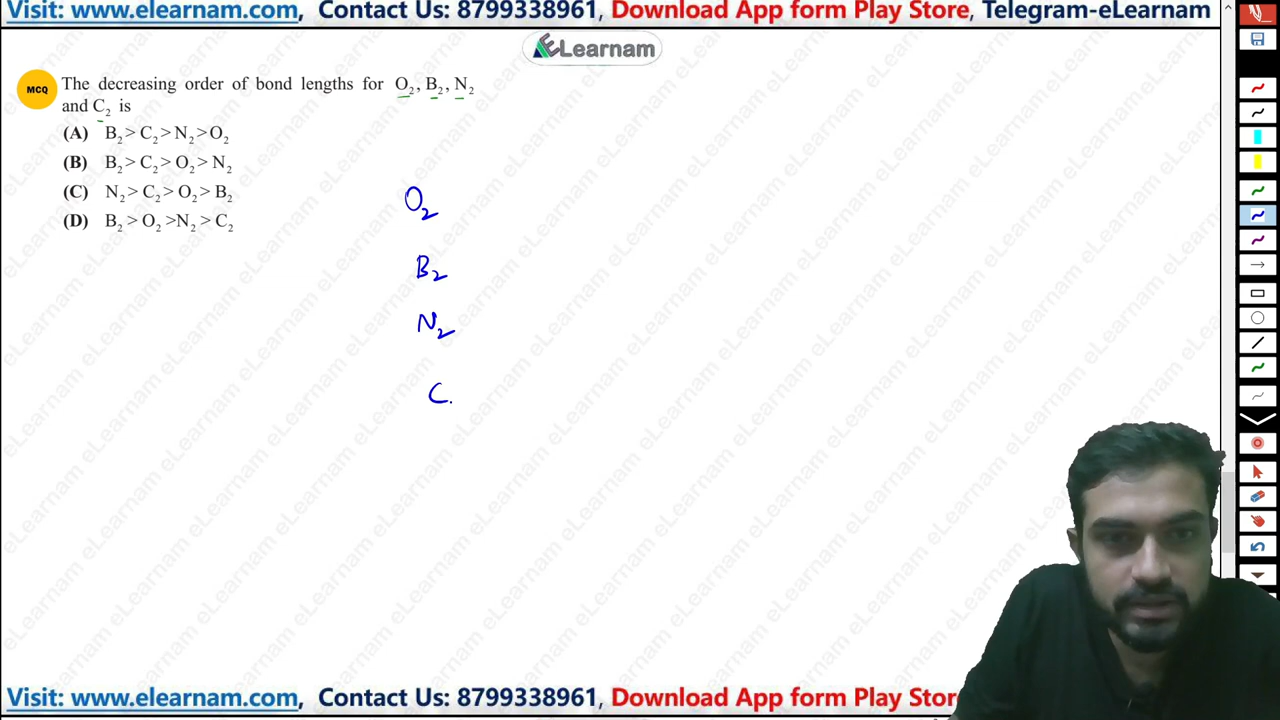 Visit: www.elearnam.com, Contact Us: 8799338961, Download App form Play Store, Telegram-eLearnam
ELearnam
MCQ
The decreasing order of bond lengths for O₂, B₂, N₂
and C₂ is
(A) B₂ > C₂ > N₂ > O₂
(B) B₂ > C₂ > O₂ > N₂
(C) N₂ > C₂ > O₂ > B₂
(D) B₂ > O₂ >N₂ > C₂
O₂
B₂
N₂
C
Visit: www.elearnam.com, Contact Us: 8799338961, Download App form Play Stor